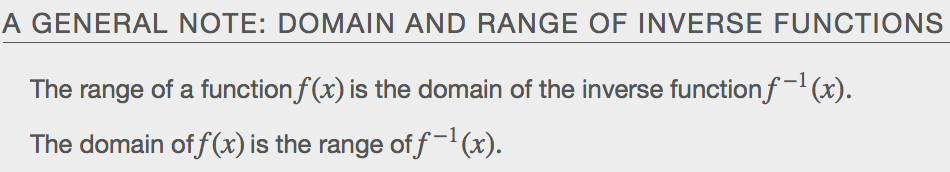 A GENERAL NOTE: DOMAIN AND RANGE OF INVERSE FUNCTIONS
The range of a function f(x) is the domain of the inverse function f⁻¹(x).
The domain of f(x) is the range of f⁻¹(x).